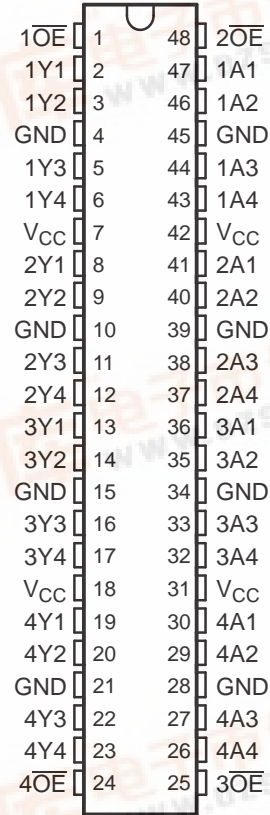 1O̅E̅ 1 48 2O̅E̅
1Y1 2 47 1A1
1Y2 3 46 1A2
GND 4 45 GND
1Y3 5 44 1A3
1Y4 6 43 1A4
VCC 7 42 VCC
2Y1 8 41 2A1
2Y2 9 40 2A2
GND 10 39 GND
2Y3 11 38 2A3
2Y4 12 37 2A4
3Y1 13 36 3A1
3Y2 14 35 3A2
GND 15 34 GND
3Y3 16 33 3A3
3Y4 17 32 3A4
VCC 18 31 VCC
4Y1 19 30 4A1
4Y2 20 29 4A2
GND 21 28 GND
4Y3 22 27 4A3
4Y4 23 26 4A4
4O̅E̅ 24 25 3O̅E̅